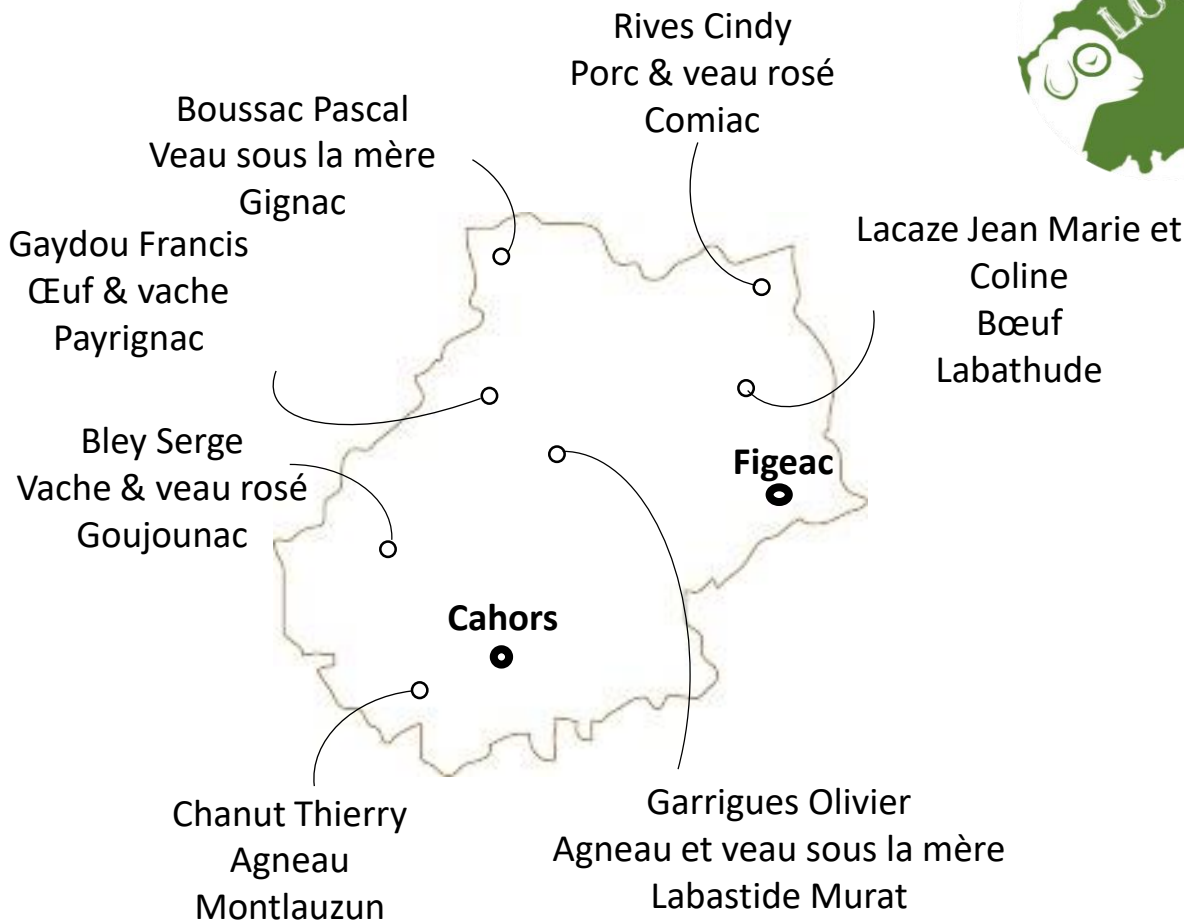 Rives Cindy
Porc & veau rosé
Comiac
Boussac Pascal
Veau sous la mère
Gignac
Gaydou Francis
Œuf & vache
Payrignac
Lacaze Jean Marie et
Coline
Bœuf
Labathude
Bley Serge
Vache & veau rosé
Goujounac
Figeac
Cahors
Chanut Thierry
Agneau
Montlauzun
Garrigues Olivier
Agneau et veau sous la mère
Labastide Murat